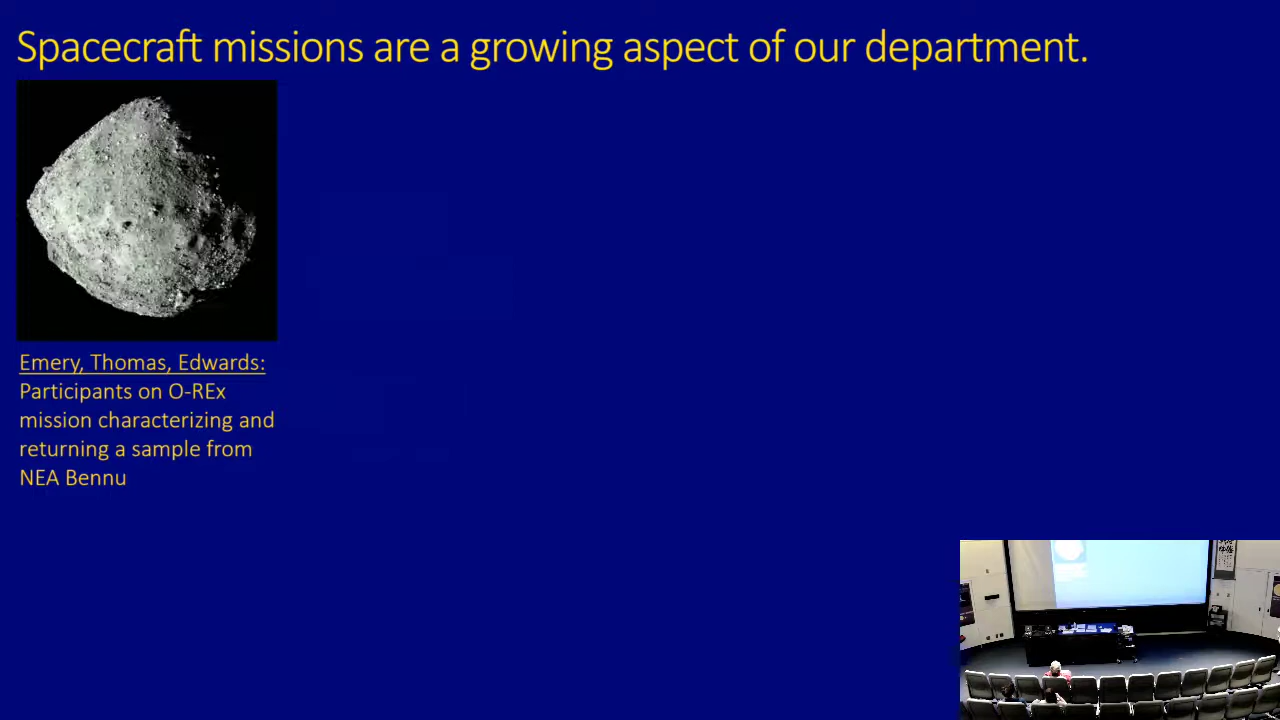 Spacecraft missions are a growing aspect of our department.
Emery, Thomas, Edwards:
Participants on O-REx
mission characterizing and
returning a sample from
NEA Bennu